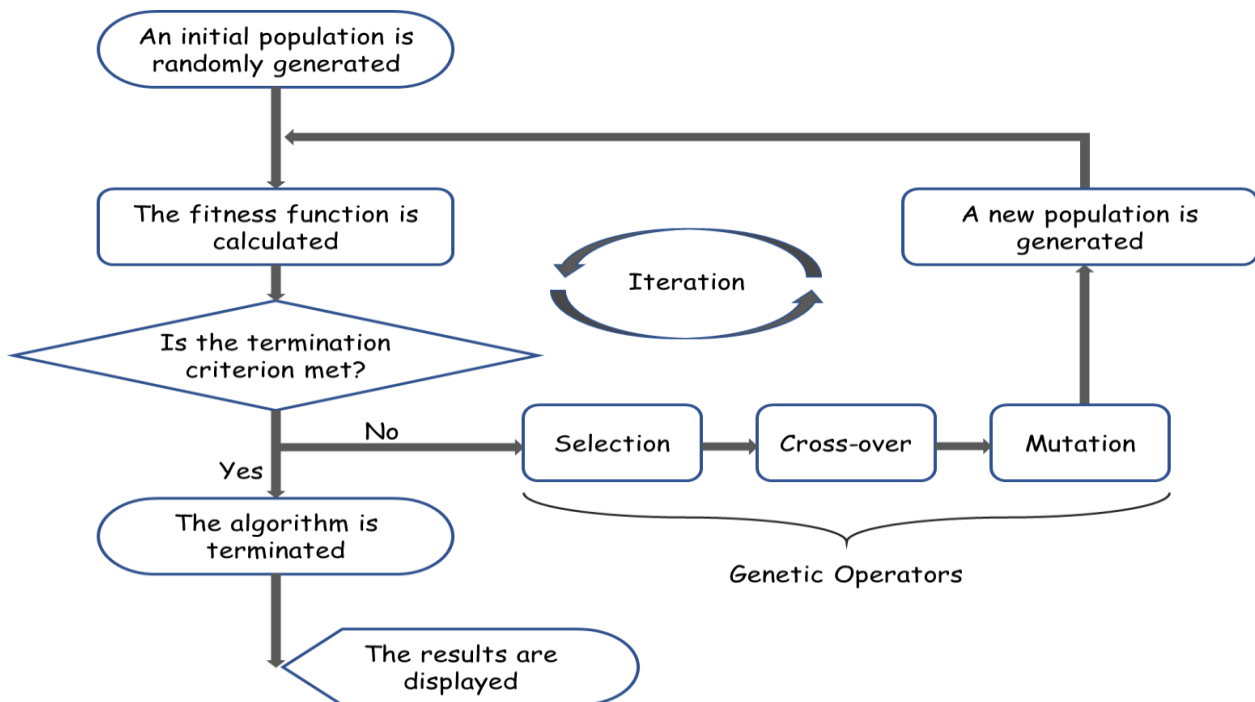 An initial population is
randomly generated
The fitness function is
calculated
A new population is
generated
Iteration
Is the termination
criterion met?
No
Selection
Cross-over
Mutation
Yes
The algorithm is
terminated
Genetic Operators
The results are
displayed